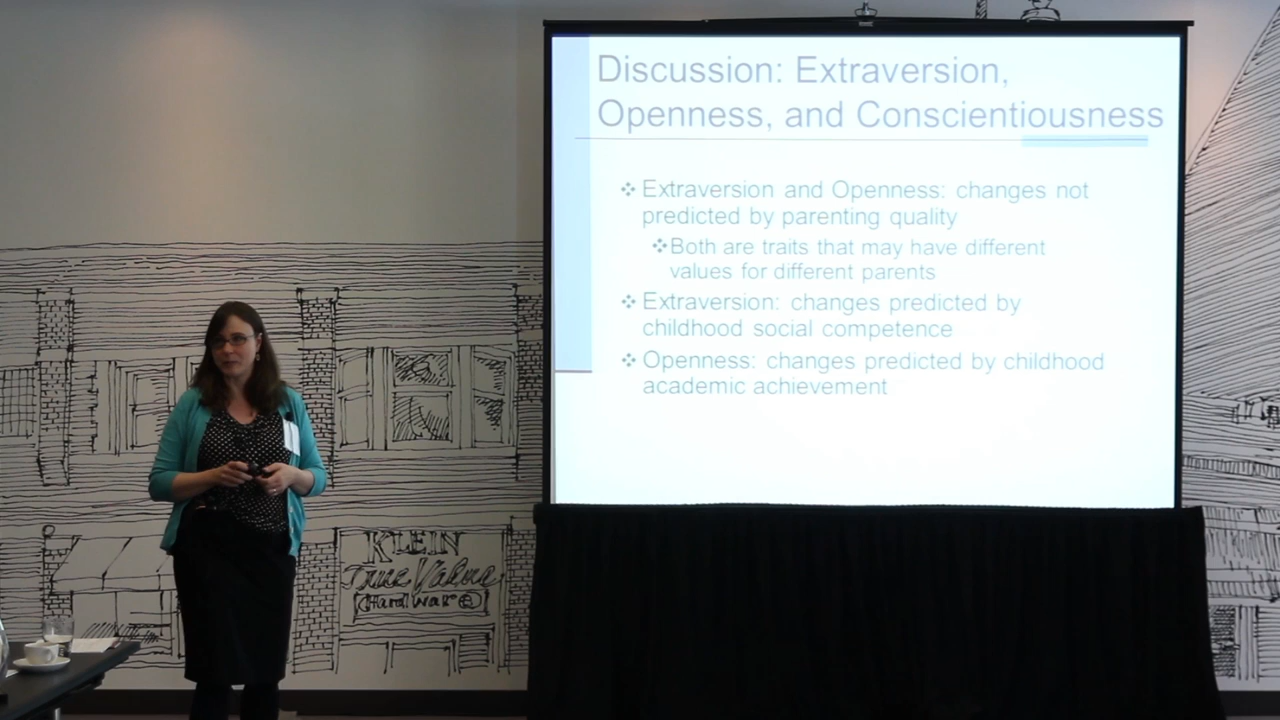 Discussion: Extraversion,
Openness, and Conscientiousness
Extraversion and Openness: changes not
predicted by parenting quality
Both are traits that may have different
values for different parents
Extraversion: changes predicted by
childhood social competence
Openness: changes predicted by childhood
academic achievement
KLEIN
True Value
Hardware